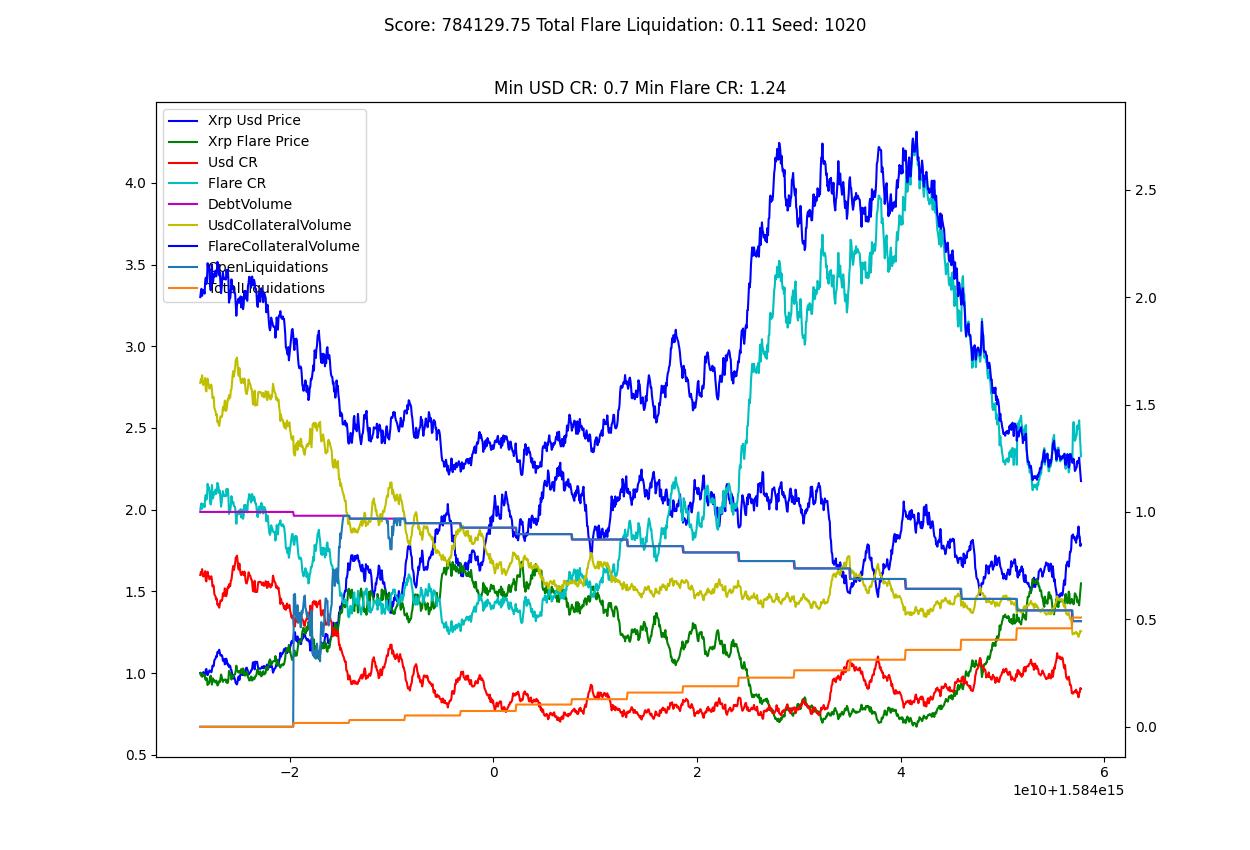 Score: 784129.75 Total Flare Liquidation: 0.11 Seed: 1020
Min USD CR: 0.7 Min Flare CR: 1.24
Xrp Usd Price
Xrp Flare Price
Usd CR
Flare CR
DebtVolume
UsdCollateralVolume
FlareCollateralVolume
OpenLiquidations
TotalLiquidations
4.0
3.5
3.0
2.5
2.0
1.5
1.0
0.5
2.5
2.0
1.5
1.0
0.5
0.0
−2 0 2 4 6
1e10+1.584e15